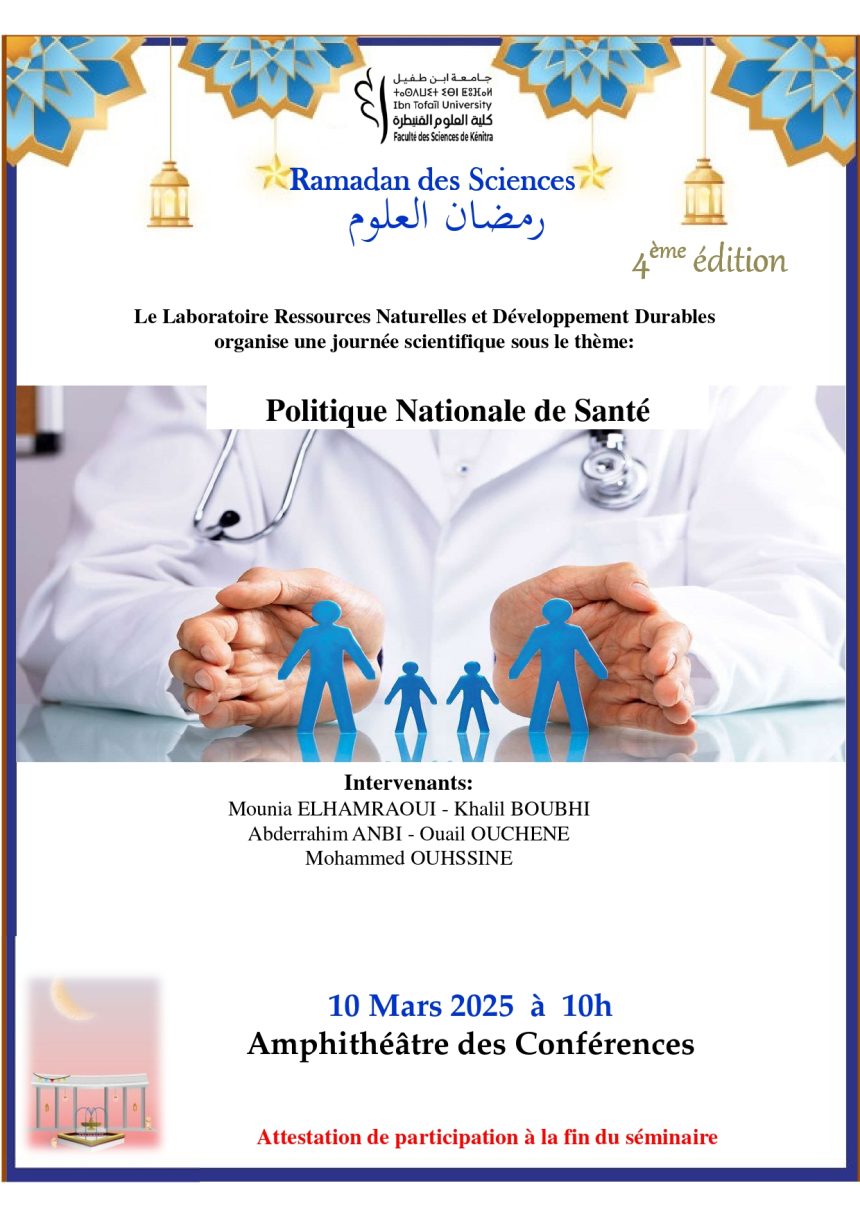 جامعة ابن طفيل
ⵜⴰⵙⴷⴰⵡⵉⵜ ⵉⴱⵏ ⵟⵓⴼⴰⵢⵍ
Ibn Tofaïl University
كلية العلوم القنيطرة
Faculté des Sciences de Kénitra
Ramadan des Sciences
رمضان العلوم
4ème édition
Le Laboratoire Ressources Naturelles et Développement Durables
organise une journée scientifique sous le thème:
Politique Nationale de Santé
Intervenants:
Mounia ELHAMRAOUI - Khalil BOUBHI
Abderrahim ANBI - Ouail OUCHENE
Mohammed OUHSSINE
10 Mars 2025 à 10h
Amphithéâtre des Conférences
Attestation de participation à la fin du séminaire